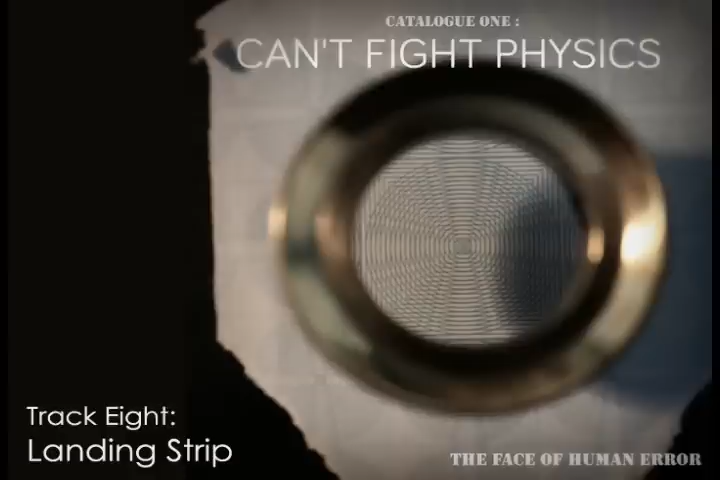 CATALOGUE ONE :
CAN'T FIGHT PHYSICS
Track Eight:
Landing Strip
THE FACE OF HUMAN ERROR